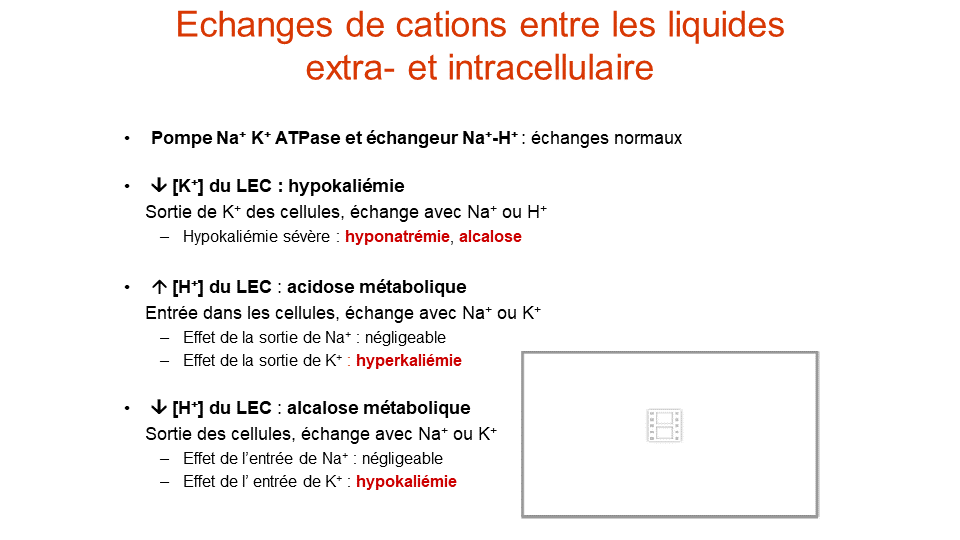 Echanges de cations entre les liquides
extra- et intracellulaire
• Pompe Na⁺ K⁺ ATPase et échangeur Na⁺-H⁺ : échanges normaux
• ↓ [K⁺] du LEC : hypokaliémie
Sortie de K⁺ des cellules, échange avec Na⁺ ou H⁺
– Hypokaliémie sévère : hyponatrémie, alcalose
• ↑ [H⁺] du LEC : acidose métabolique
Entrée dans les cellules, échange avec Na⁺ ou K⁺
– Effet de la sortie de Na⁺ : négligeable
– Effet de la sortie de K⁺ : hyperkaliémie
• ↓ [H⁺] du LEC : alcalose métabolique
Sortie des cellules, échange avec Na⁺ ou K⁺
– Effet de l’entrée de Na⁺ : négligeable
– Effet de l’ entrée de K⁺ : hypokaliémie